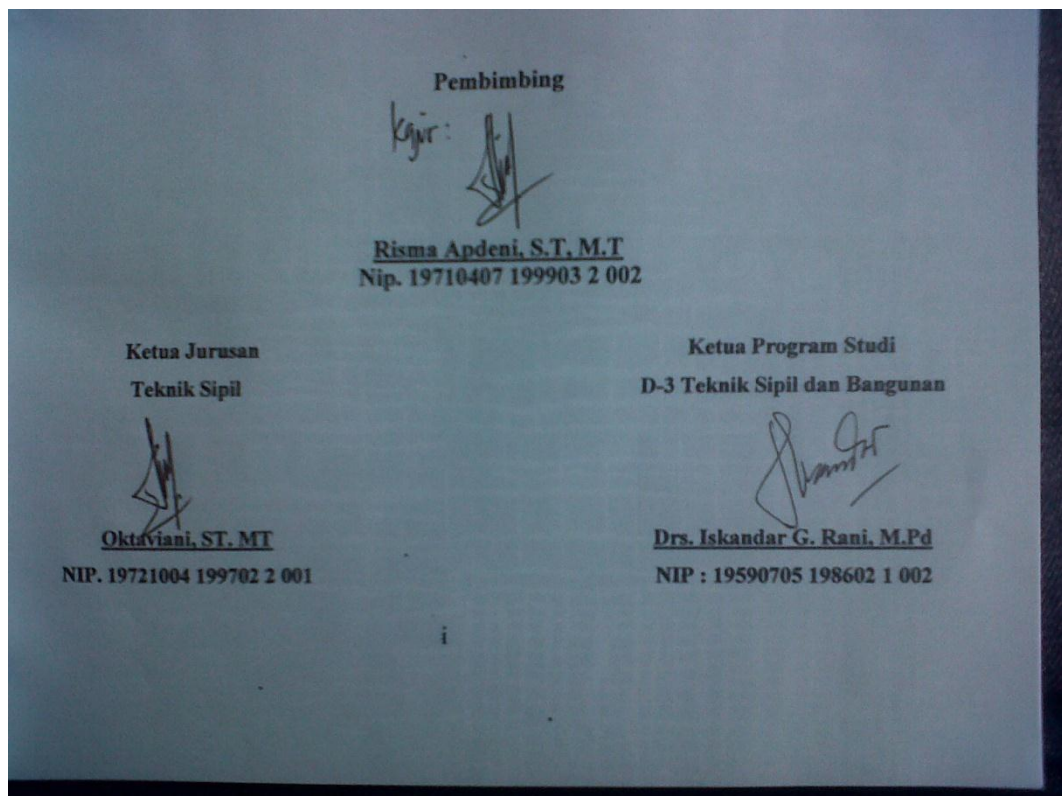 Pembimbing
Risma Apdeni, S.T, M.T
Nip. 19710407 199903 2 002
Ketua Jurusan
Teknik Sipil
Oktaviani, ST. MT
NIP. 19721004 199702 2 001
Ketua Program Studi
D-3 Teknik Sipil dan Bangunan
Drs. Iskandar G. Rani, M.Pd
NIP : 19590705 198602 1 002
i